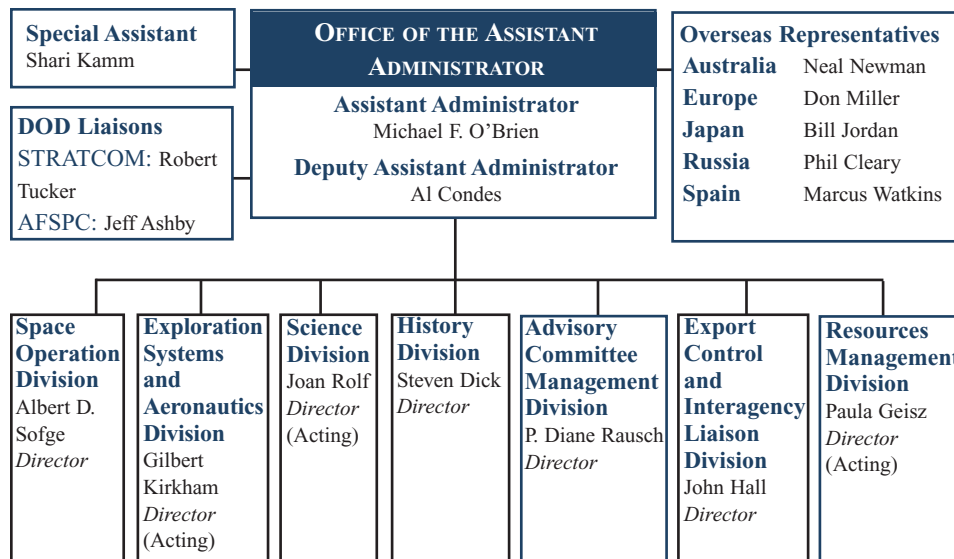 Special Assistant
Shari Kamm
DOD Liaisons
STRATCOM: Robert
Tucker
AFSPC: Jeff Ashby
OFFICE OF THE ASSISTANT
ADMINISTRATOR
Assistant Administrator
Michael F. O’Brien
Deputy Assistant Administrator
Al Condes
Overseas Representatives
Australia Neal Newman
Europe Don Miller
Japan Bill Jordan
Russia Phil Cleary
Spain Marcus Watkins
Space
Operation
Division
Albert D.
Sofge
Director
Exploration
Systems
and
Aeronautics
Division
Gilbert
Kirkham
Director
(Acting)
Science
Division
Joan Rolf
Director
(Acting)
History
Division
Steven Dick
Director
Advisory
Committee
Management
Division
P. Diane Rausch
Director
Export
Control
and
Interagency
Liaison
Division
John Hall
Director
Resources
Management
Division
Paula Geisz
Director
(Acting)